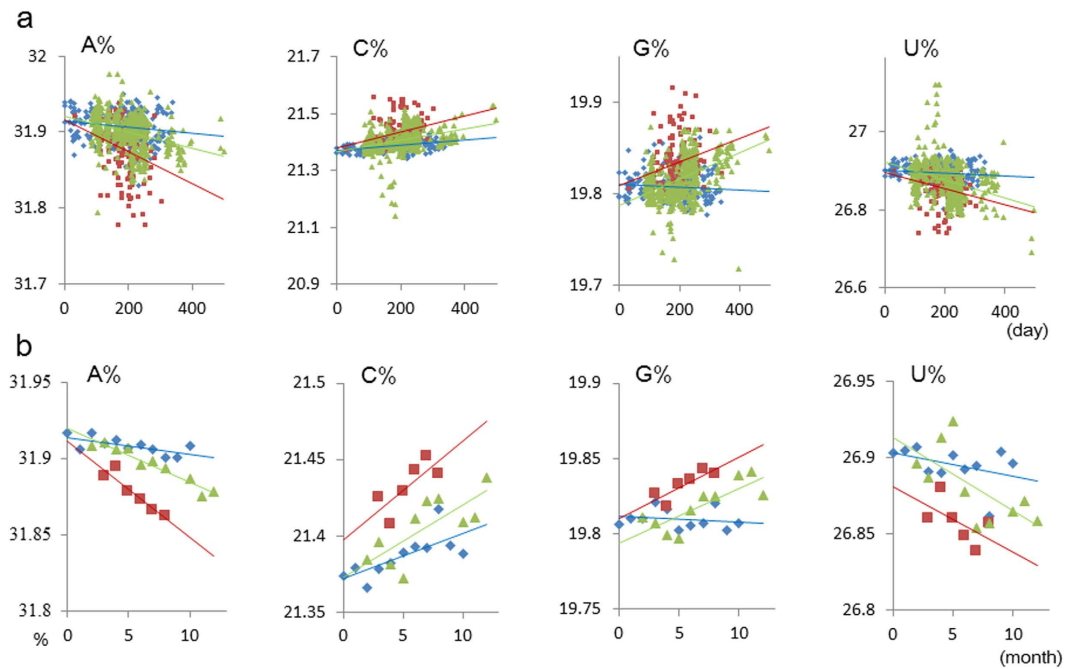 a
A% C% G% U%
32 21.7
19.9 27
31.9 21.5
21.3 19.8 26.8
31.8
21.1
31.7 20.9 19.7 26.6
0 200 400 0 200 400 0 200 400 0 200 400
(day)
b
A% C% G% U%
31.95 21.5 19.9 26.95
31.9 21.45 19.85 26.9
31.85 21.4 19.8 26.85
31.8 21.35 19.75 26.8
% 0 5 10 0 5 10 0 5 10 0 5 10
(month)